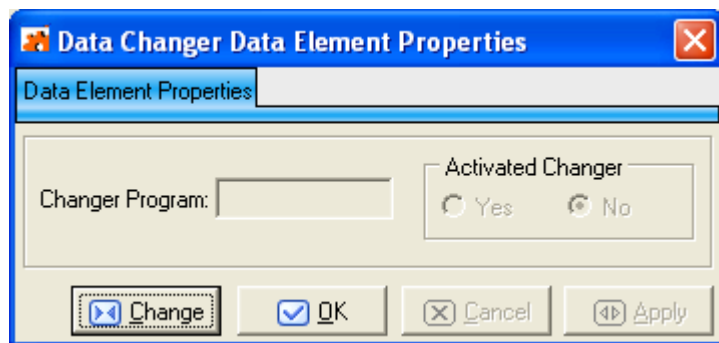 Data Changer Data Element Properties
Data Element Properties
Activated Changer
Changer Program:
Yes No
Change OK Cancel Apply